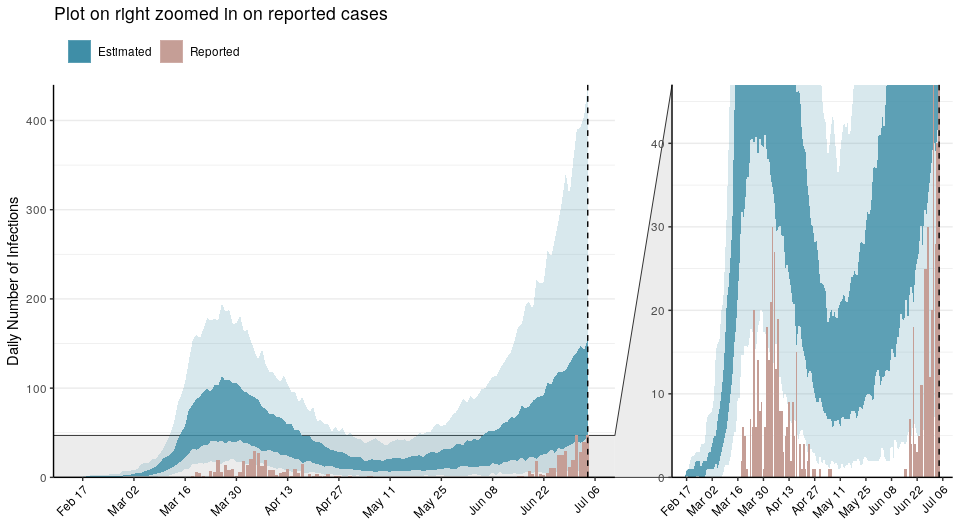 Plot on right zoomed in on reported cases
Estimated Reported
Daily Number of Infections
400
300
200
100
0
Feb 17 Mar 02 Mar 16 Mar 30 Apr 13 Apr 27 May 11 May 25 Jun 08 Jun 22 Jul 06
40
30
20
10
0
Feb 17 Mar 02 Mar 16 Mar 30 Apr 13 Apr 27 May 11 May 25 Jun 08 Jun 22 Jul 06